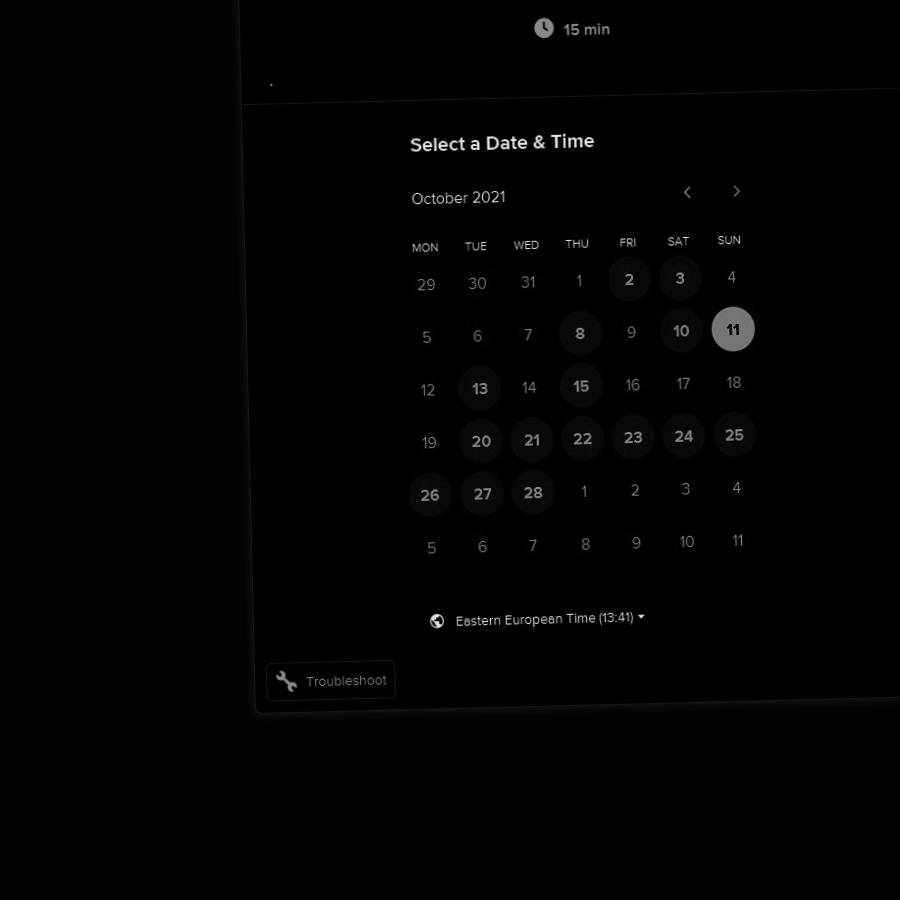 15 min
Select a Date & Time
October 2021
MON TUE WED THU FRI SAT SUN
29 30 31 1 2 3 4
5 6 7 8 9 10 11
12 13 14 15 16 17 18
19 20 21 22 23 24 25
26 27 28 1 2 3 4
5 6 7 8 9 10 11
Eastern European Time (13:41)
Troubleshoot